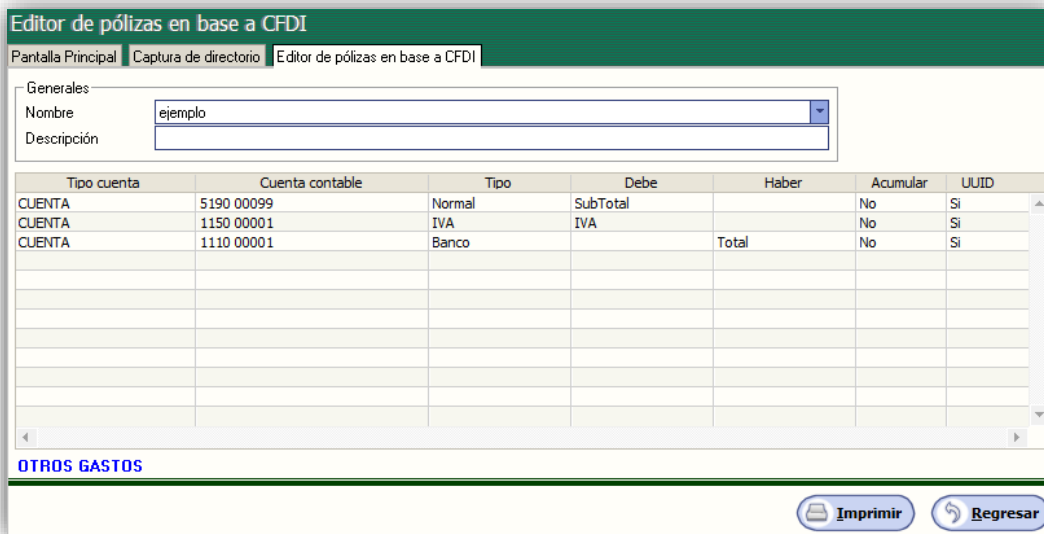 Editor de pólizas en base a CFDI
Pantalla Principal Captura de directorio Editor de pólizas en base a CFDI
Generales
Nombre ejemplo
Descripción
Tipo cuenta Cuenta contable Tipo Debe Haber Acumular UUID
CUENTA 5190 00099 Normal SubTotal No Si
CUENTA 1150 00001 IVA IVA No Si
CUENTA 1110 00001 Banco Total No Si
OTROS GASTOS
Imprimir Regresar